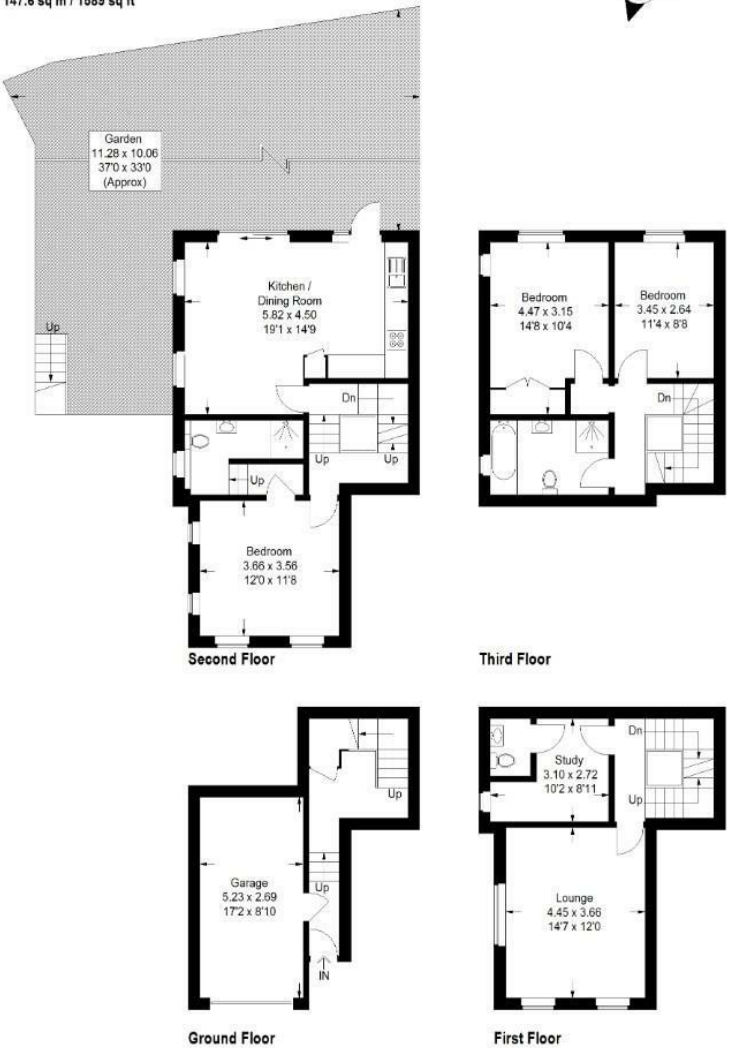 147.6 sq m / 1589 sq ft
Garden
11.28 x 10.06
37'0 x 33'0
(Approx)
Up
Kitchen /
Dining Room
5.82 x 4.50
19'1 x 14'9
Dn
Up
Up
Up
Bedroom
3.66 x 3.56
12'0 x 11'8
Second Floor
Bedroom
4.47 x 3.15
14'8 x 10'4
Bedroom
3.45 x 2.64
11'4 x 8'8
Dn
Third Floor
Up
Garage
5.23 x 2.69
17'2 x 8'10
Up
IN
Ground Floor
Dn
Study
3.10 x 2.72
10'2 x 8'11
Up
Lounge
4.45 x 3.66
14'7 x 12'0
First Floor